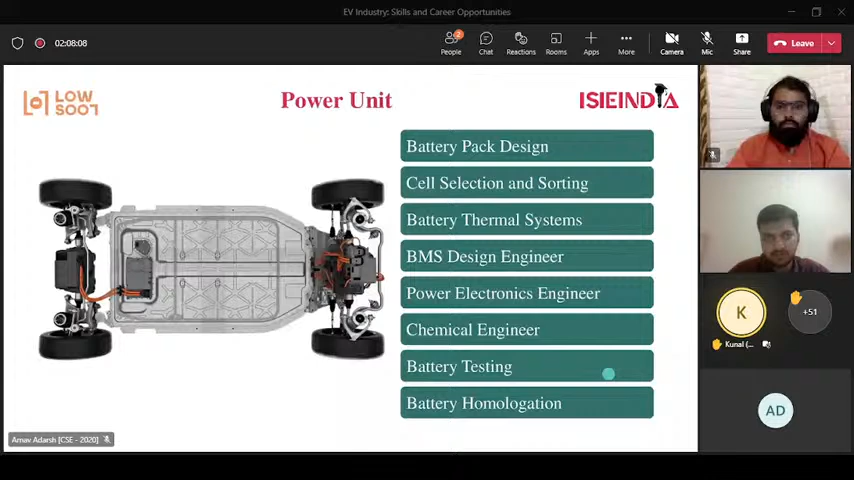 EV Industry: Skills and Career Opportunities
02:08:08
2
People
Chat
Reactions
Rooms
Apps
More
Camera
Mic
Share
Leave
LOW
SOOT
Power Unit
ISIEINDIA
Battery Pack Design
Cell Selection and Sorting
Battery Thermal Systems
BMS Design Engineer
Power Electronics Engineer
Chemical Engineer
Battery Testing
Battery Homologation
K
+51
Kunal (...
AD
Arnav Adarsh [CSE - 2020]